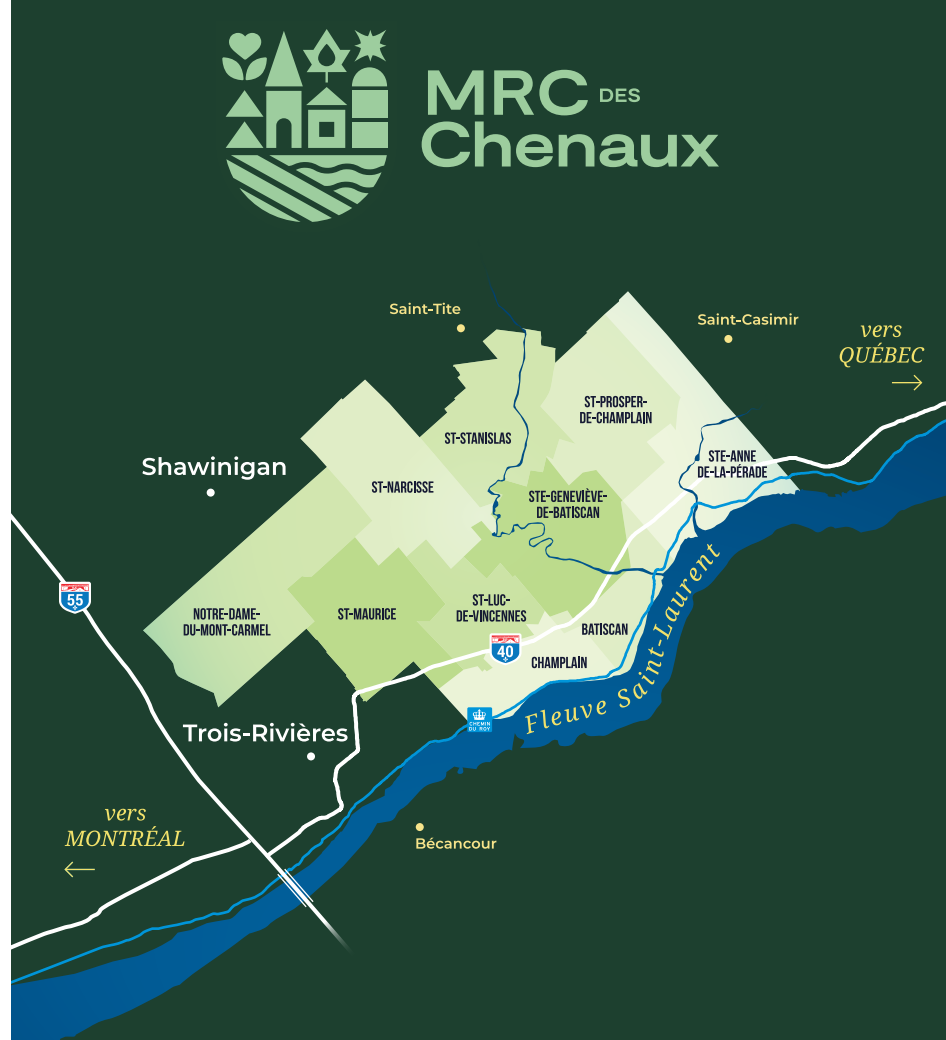 MRC DES
Chenaux
Saint-Tite
Saint-Casimir
vers
QUÉBEC
ST-PROSPER-
DE-CHAMPLAIN
ST-STANISLAS
STE-ANNE
DE-LA-PÉRADE
Shawinigan
ST-NARCISSE
STE-GENEVIÈVE-
DE-BATISCAN
55
NOTRE-DAME-
DU-MONT-CARMEL
ST-MAURICE
ST-LUC-
DE-VINCENNES
BATISCAN
40
CHAMPLAIN
Fleuve Saint-Laurent
CHEMIN
DU ROY
Trois-Rivières
vers
MONTRÉAL
Bécancour